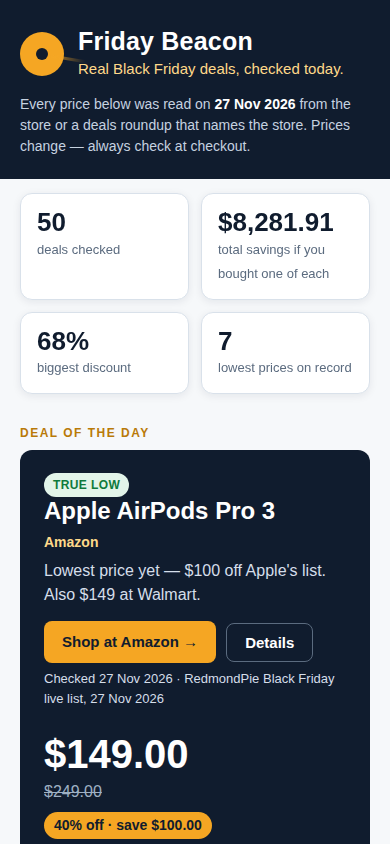 Friday Beacon
Real Black Friday deals, checked today.
Every price below was read on 27 Nov 2026 from the
store or a deals roundup that names the store. Prices
change — always check at checkout.
50
deals checked
$8,281.91
total savings if you
bought one of each
68%
biggest discount
7
lowest prices on record
DEAL OF THE DAY
TRUE LOW
Apple AirPods Pro 3
Amazon
Lowest price yet — $100 off Apple's list.
Also $149 at Walmart.
Shop at Amazon →
Details
Checked 27 Nov 2026 · RedmondPie Black Friday
live list, 27 Nov 2026
$149.00
$249.00
40% off · save $100.00